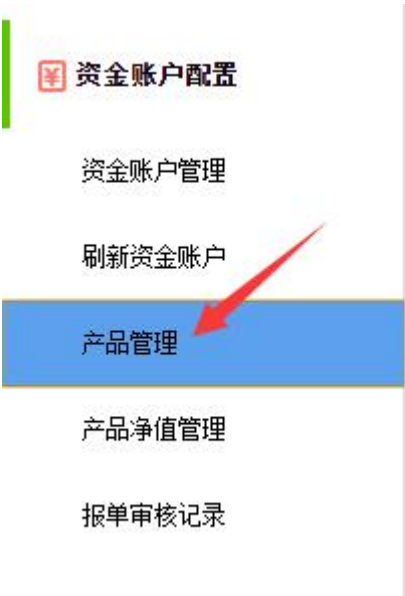 资金账户配置
资金账户管理
刷新资金账户
产品管理
产品净值管理
报单审核记录